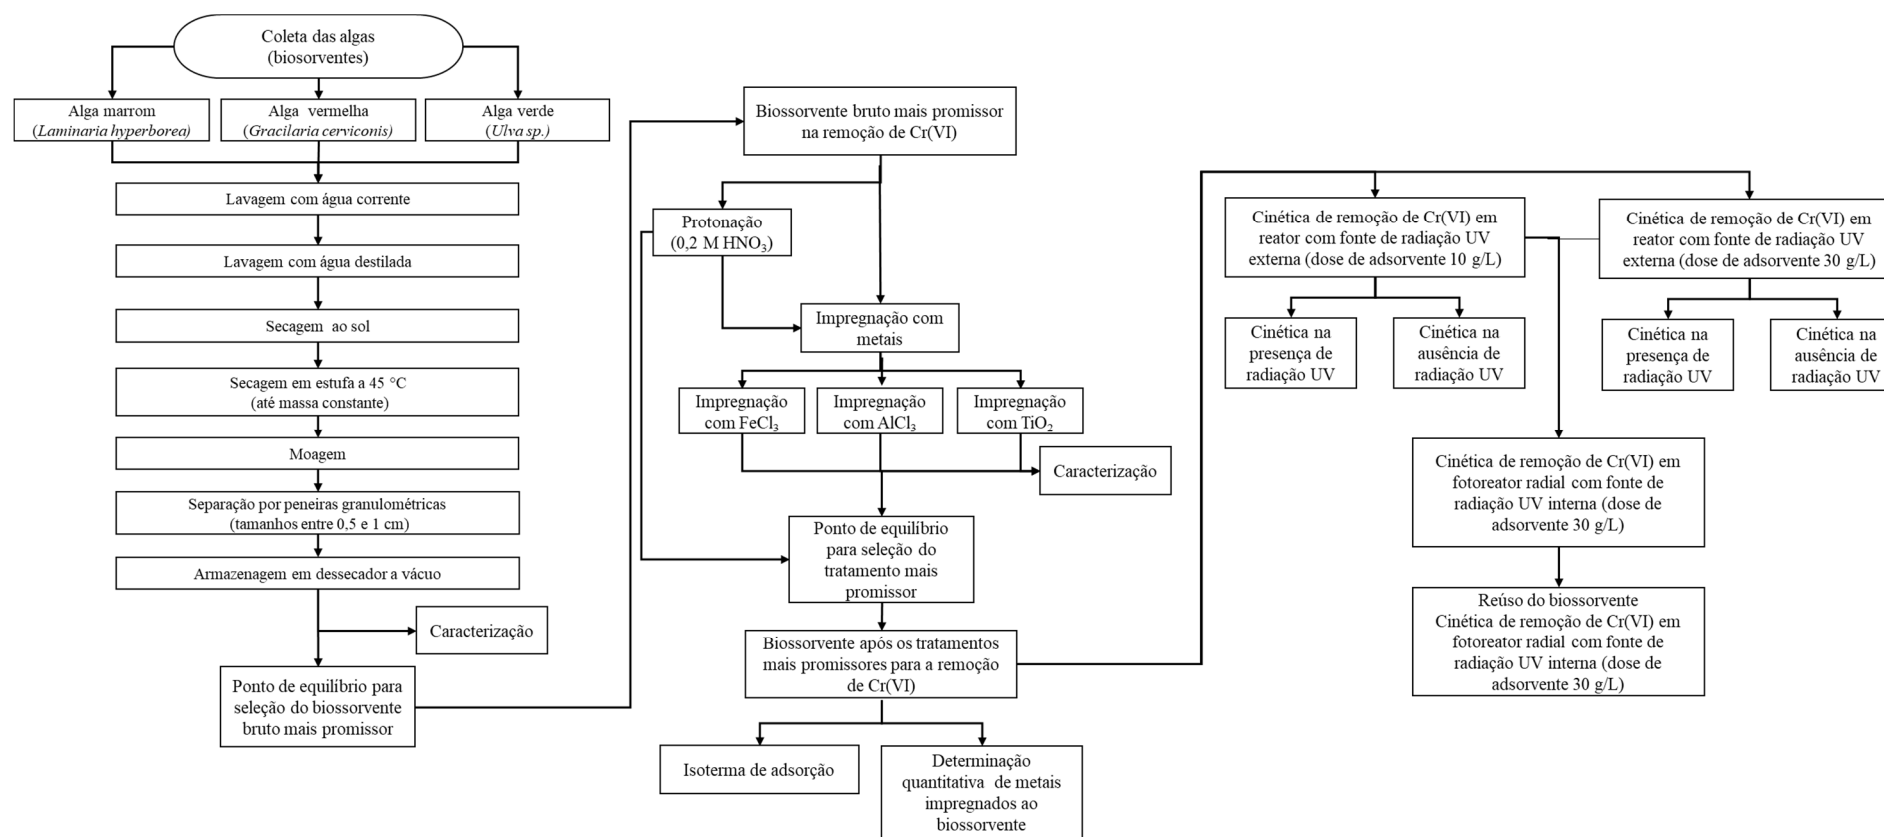 Coleta das algas
(biosorventes)
Alga marrom
(Laminaria hyperborea)
Alga vermelha
(Gracilaria cerviconis)
Alga verde
(Ulva sp.)
Lavagem com água corrente
Lavagem com água destilada
Secagem ao sol
Secagem em estufa a 45 °C
(até massa constante)
Moagem
Separação por peneiras granulométricas
(tamanhos entre 0,5 e 1 cm)
Armazenagem em dessecador a vácuo
Caracterização
Ponto de equilíbrio para
seleção do biossorvente
bruto mais promissor
Biossorvente bruto mais promissor
na remoção de Cr(VI)
Protonação
(0,2 M HNO₃)
Impregnação com
metais
Impregnação
com FeCl₃
Impregnação
com AlCl₃
Impregnação
com TiO₂
Caracterização
Ponto de equilíbrio
para seleção do
tratamento mais
promissor
Biossorvente após os tratamentos
mais promissores para a remoção
de Cr(VI)
Isoterma de adsorção
Determinação
quantitativa de metais
impregnados ao
biossorvente
Cinética de remoção de Cr(VI) em
reator com fonte de radiação UV
externa (dose de adsorvente 10 g/L)
Cinética na
presença de
radiação UV
Cinética na
ausência de
radiação UV
Cinética de remoção de Cr(VI) em
reator com fonte de radiação UV
externa (dose de adsorvente 30 g/L)
Cinética na
presença de
radiação UV
Cinética na
ausência de
radiação UV
Cinética de remoção de Cr(VI) em
fotoreator radial com fonte de
radiação UV interna (dose de
adsorvente 30 g/L)
Reúso do biossorvente
Cinética de remoção de Cr(VI) em
fotoreator radial com fonte de
radiação UV interna (dose de
adsorvente 30 g/L)